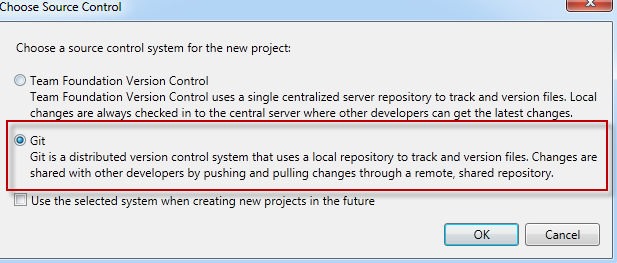 Choose Source Control
Choose a source control system for the new project:
Team Foundation Version Control
Team Foundation Version Control uses a single centralized server repository to track and version files. Local
changes are always checked in to the central server where other developers can get the latest changes.
Git
Git is a distributed version control system that uses a local repository to track and version files. Changes are
shared with other developers by pushing and pulling changes through a remote, shared repository.
Use the selected system when creating new projects in the future
OK
Cancel